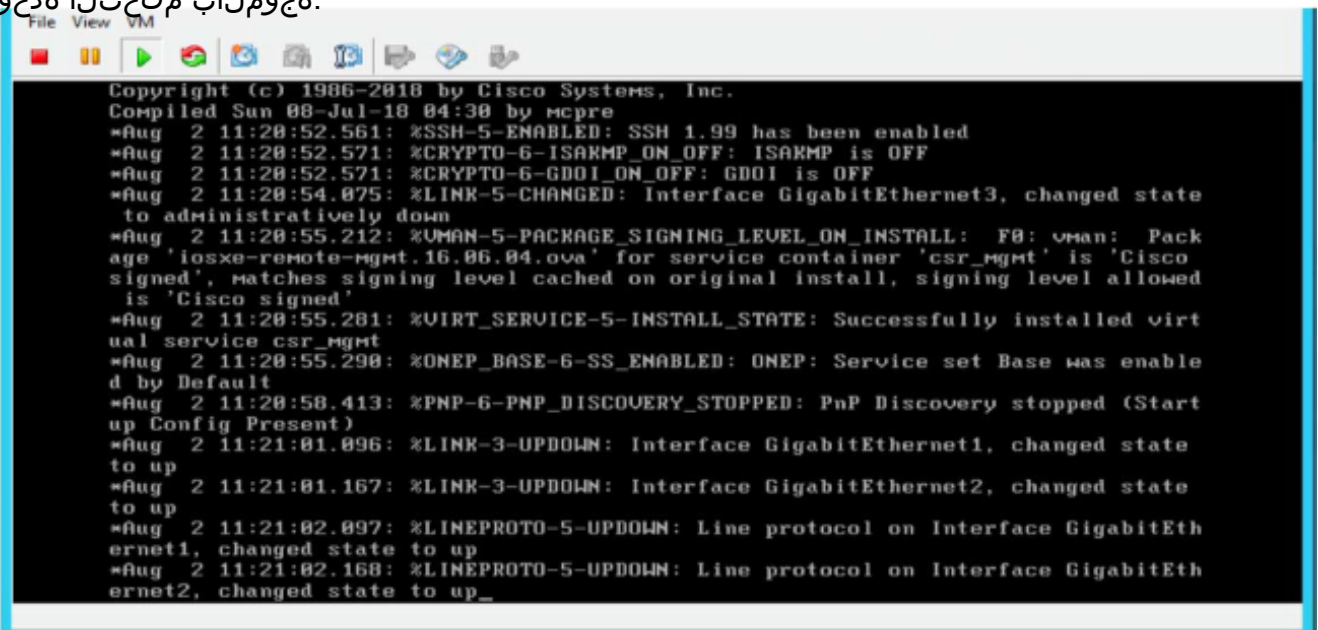 File View VM
Copyright (c) 1986-2018 by Cisco Systems, Inc.
Compiled Sun 08-Jul-18 04:30 by mcpre
*Aug  2 11:20:52.561: %SSH-5-ENABLED: SSH 1.99 has been enabled
*Aug  2 11:20:52.571: %CRYPTO-6-ISAKMP_ON_OFF: ISAKMP is OFF
*Aug  2 11:20:52.571: %CRYPTO-6-GDOI_ON_OFF: GDOI is OFF
*Aug  2 11:20:54.075: %LINK-5-CHANGED: Interface GigabitEthernet3, changed state
 to administratively down
*Aug  2 11:20:55.212: %VMAN-5-PACKAGE_SIGNING_LEVEL_ON_INSTALL:  F0: vman:  Pack
age 'iosxe-remote-mgmt.16.06.04.ova' for service container 'csr_mgmt' is 'Cisco
signed', matches signing level cached on original install, signing level allowed
 is 'Cisco signed'
*Aug  2 11:20:55.281: %VIRT_SERVICE-5-INSTALL_STATE: Successfully installed virt
ual service csr_mgmt
*Aug  2 11:20:55.290: %ONEP_BASE-6-SS_ENABLED: ONEP: Service set Base was enable
d by Default
*Aug  2 11:20:58.413: %PNP-6-PNP_DISCOVERY_STOPPED: PnP Discovery stopped (Start
up Config Present)
*Aug  2 11:21:01.096: %LINK-3-UPDOWN: Interface GigabitEthernet1, changed state
to up
*Aug  2 11:21:01.167: %LINK-3-UPDOWN: Interface GigabitEthernet2, changed state
to up
*Aug  2 11:21:02.097: %LINEPROTO-5-UPDOWN: Line protocol on Interface GigabitEth
ernet1, changed state to up
*Aug  2 11:21:02.168: %LINEPROTO-5-UPDOWN: Line protocol on Interface GigabitEth
ernet2, changed state to up_